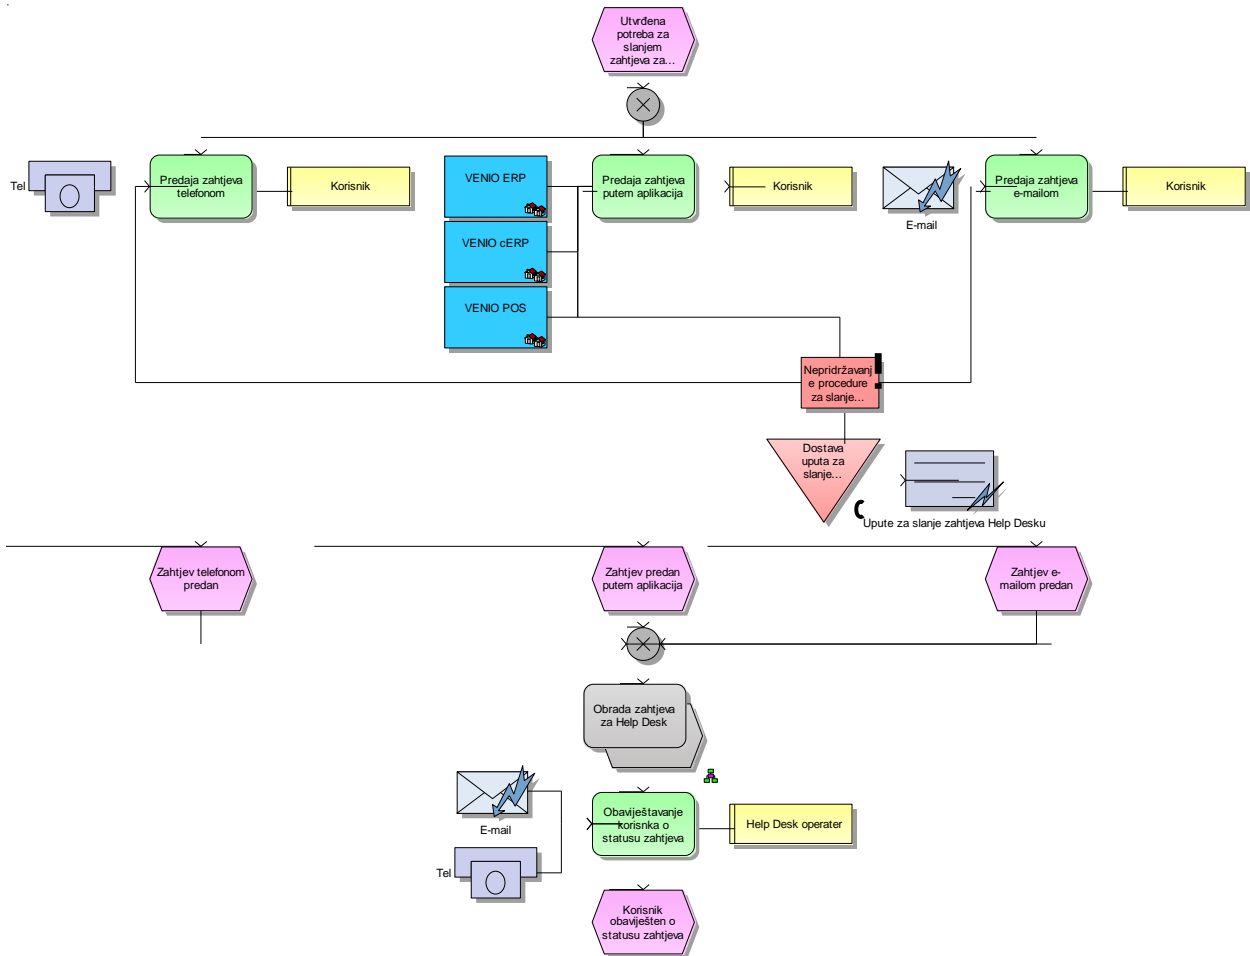 Utvrđena
potreba za
slanjem
zahtjeva za...
Tel
Predaja zahtjeva
telefonom
Korisnik
VENIO ERP
VENIO cERP
VENIO POS
Predaja zahtjeva
putem aplikacija
Korisnik
E-mail
Predaja zahtjeva
e-mailom
Korisnik
Nepridržavanj
e procedure
za slanje...
Dostava
uputa za
slanje...
Upute za slanje zahtjeva Help Desku
Zahtjev telefonom
predan
Zahtjev predan
putem aplikacija
Zahtjev e-
mailom predan
Obrada zahtjeva
za Help Desk
E-mail
Tel
Obaviještavanje
korisnka o
statusu zahtjeva
Help Desk operater
Korisnik
obaviješten o
statusu zahtjeva